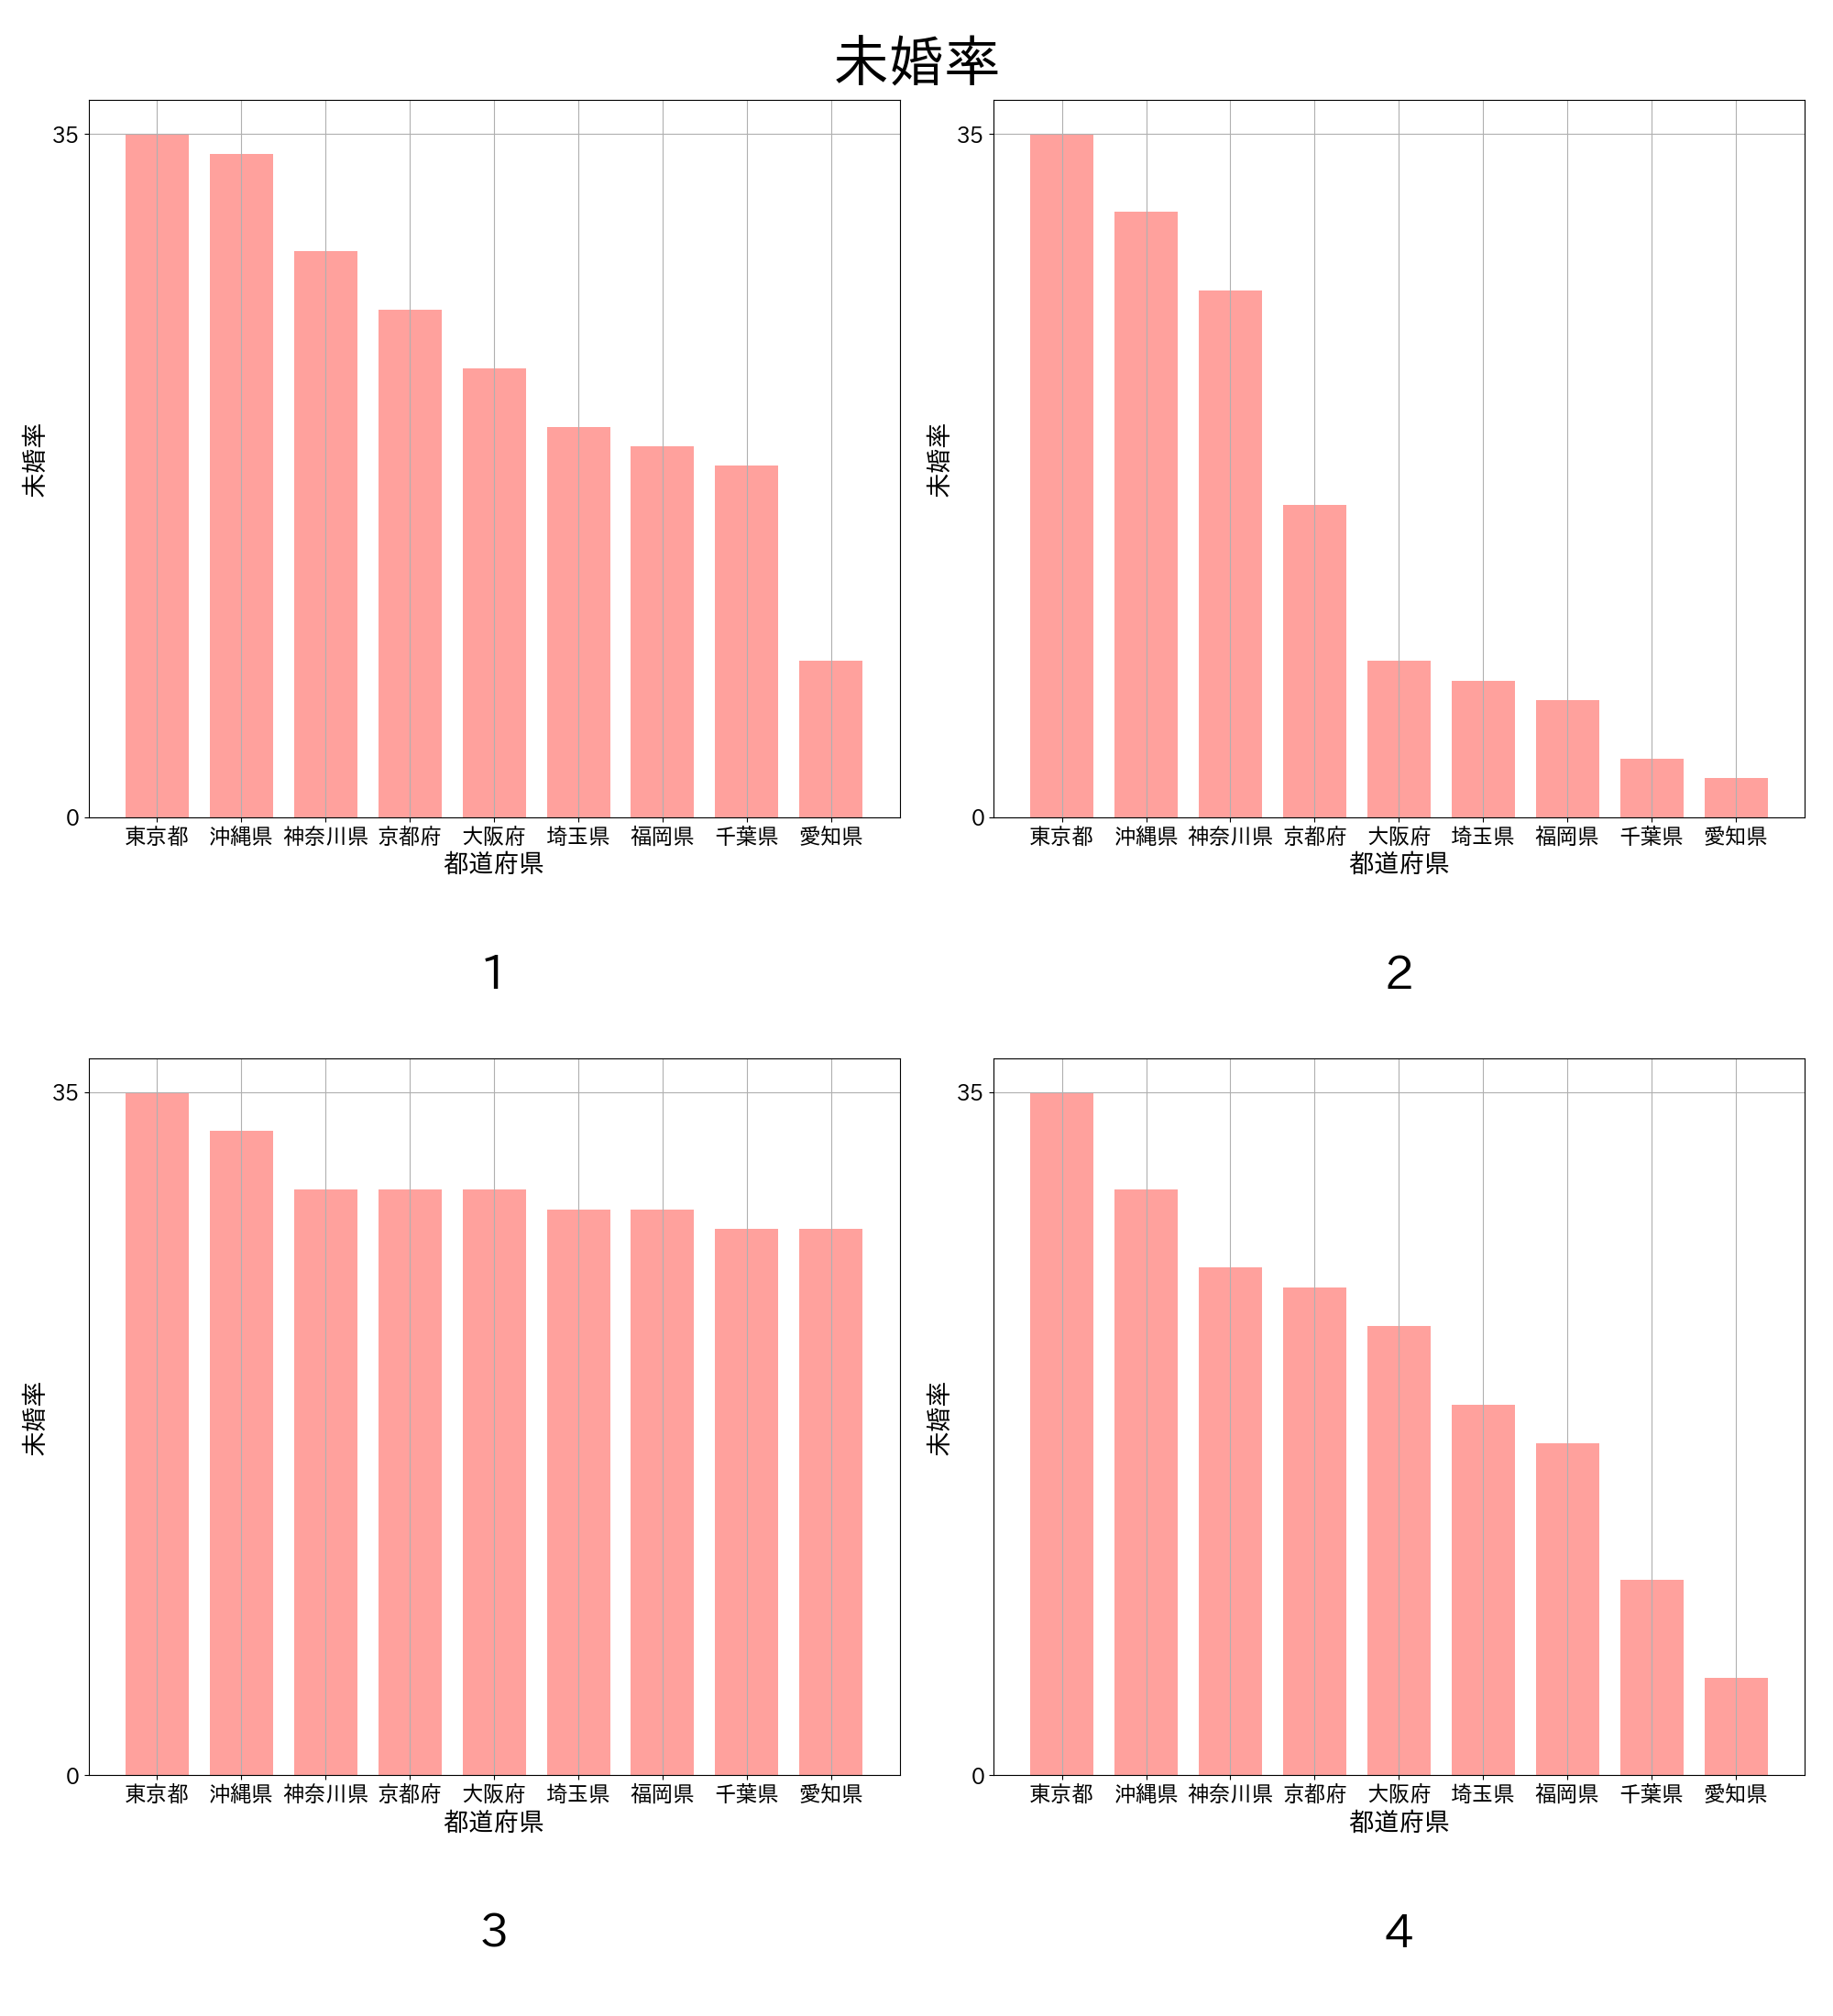 未婚率
35
0
未婚率
東京都 沖縄県 神奈川県 京都府 大阪府 埼玉県 福岡県 千葉県 愛知県
都道府県
1
35
0
未婚率
東京都 沖縄県 神奈川県 京都府 大阪府 埼玉県 福岡県 千葉県 愛知県
都道府県
2
35
0
未婚率
東京都 沖縄県 神奈川県 京都府 大阪府 埼玉県 福岡県 千葉県 愛知県
都道府県
3
35
0
未婚率
東京都 沖縄県 神奈川県 京都府 大阪府 埼玉県 福岡県 千葉県 愛知県
都道府県
4